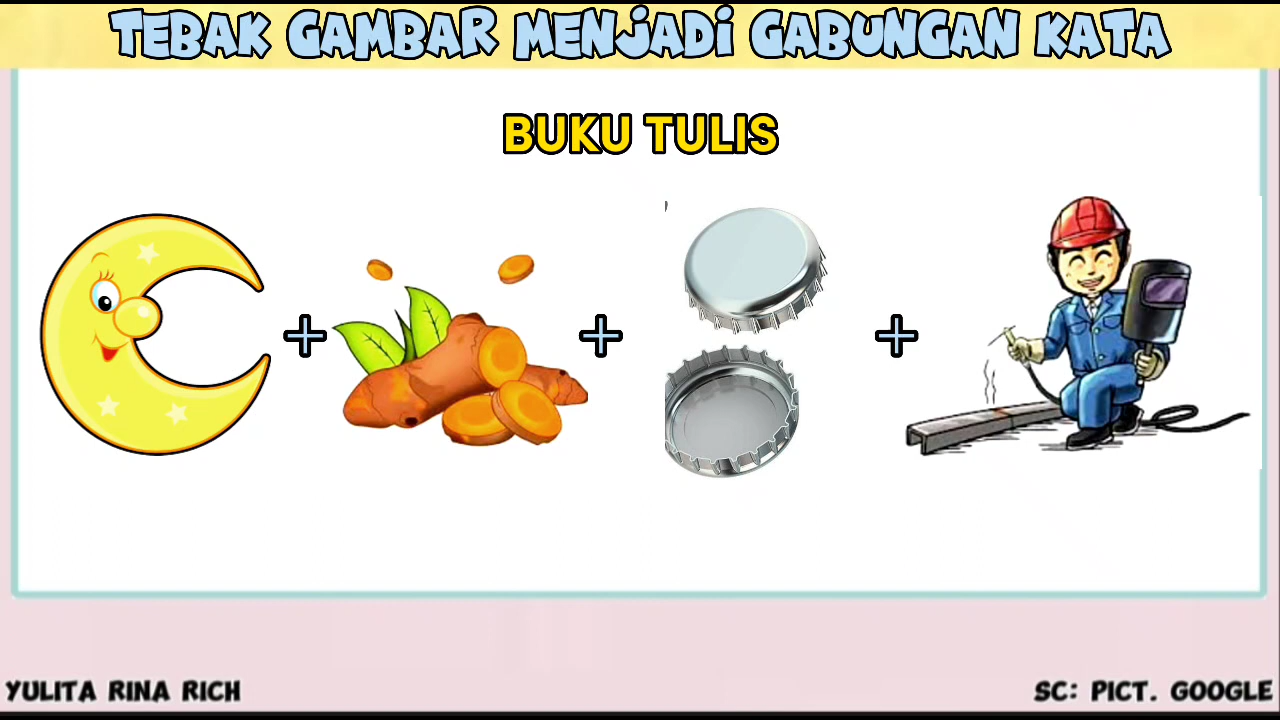 TEBAK GAMBAR MENJADI GABUNGAN KATA
BUKU TULIS
+ + +
YULITA RINA RICH
SC: PICT. GOOGLE